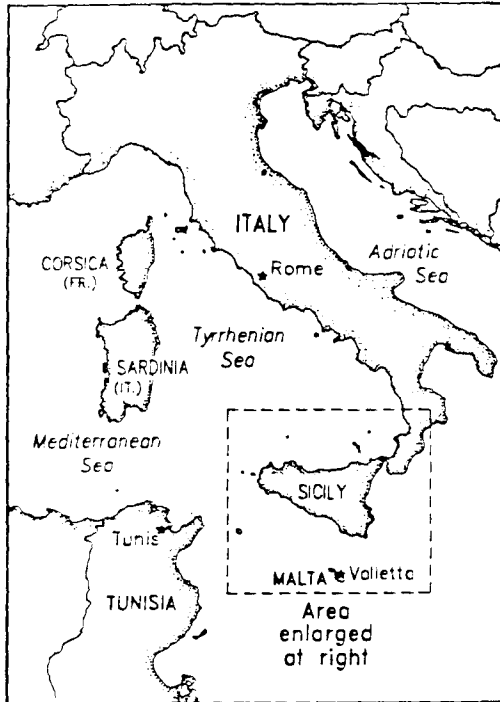 ITALY
Adriatic
Sea
CORSICA
(FR.)
Rome
Tyrrhenian
Sea
SARDINIA
(IT.)
Mediterranean
Sea
SICILY
Tunis
MALTA
Valletta
TUNISIA
Area
enlarged
at right